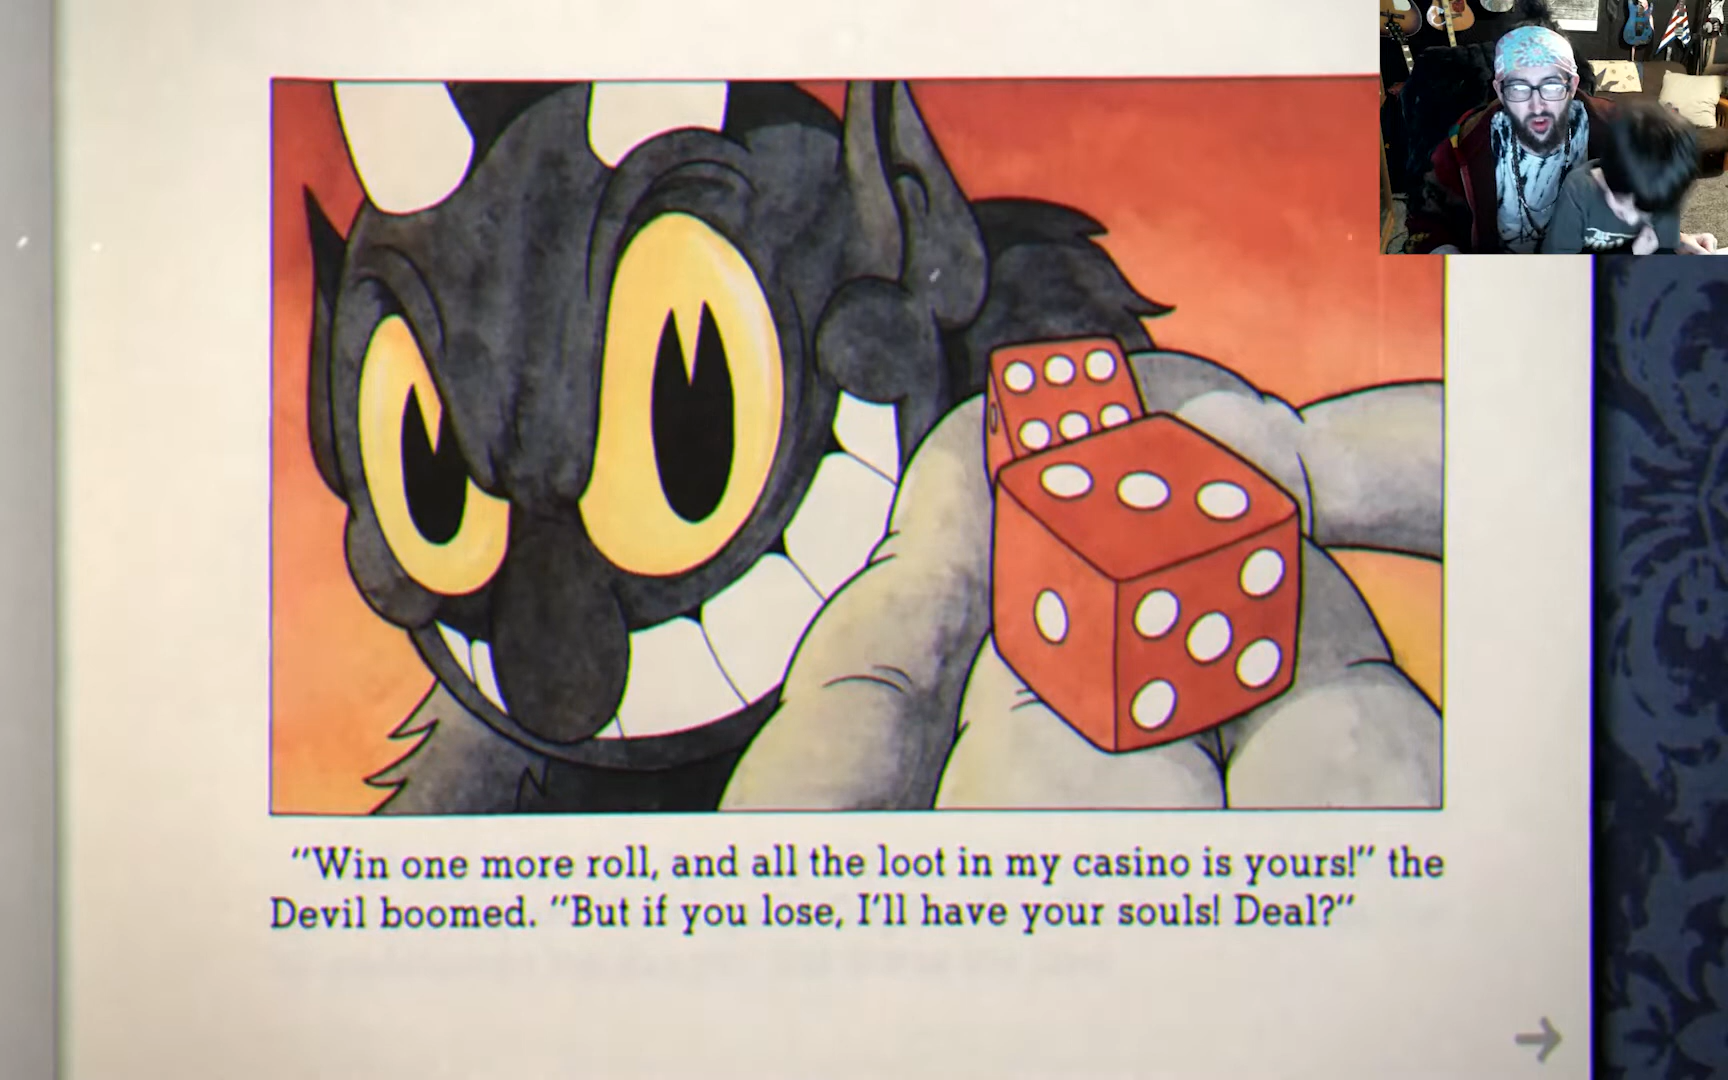 “Win one more roll, and all the loot in my casino is yours!” the
Devil boomed. “But if you lose, I’ll have your souls! Deal?”